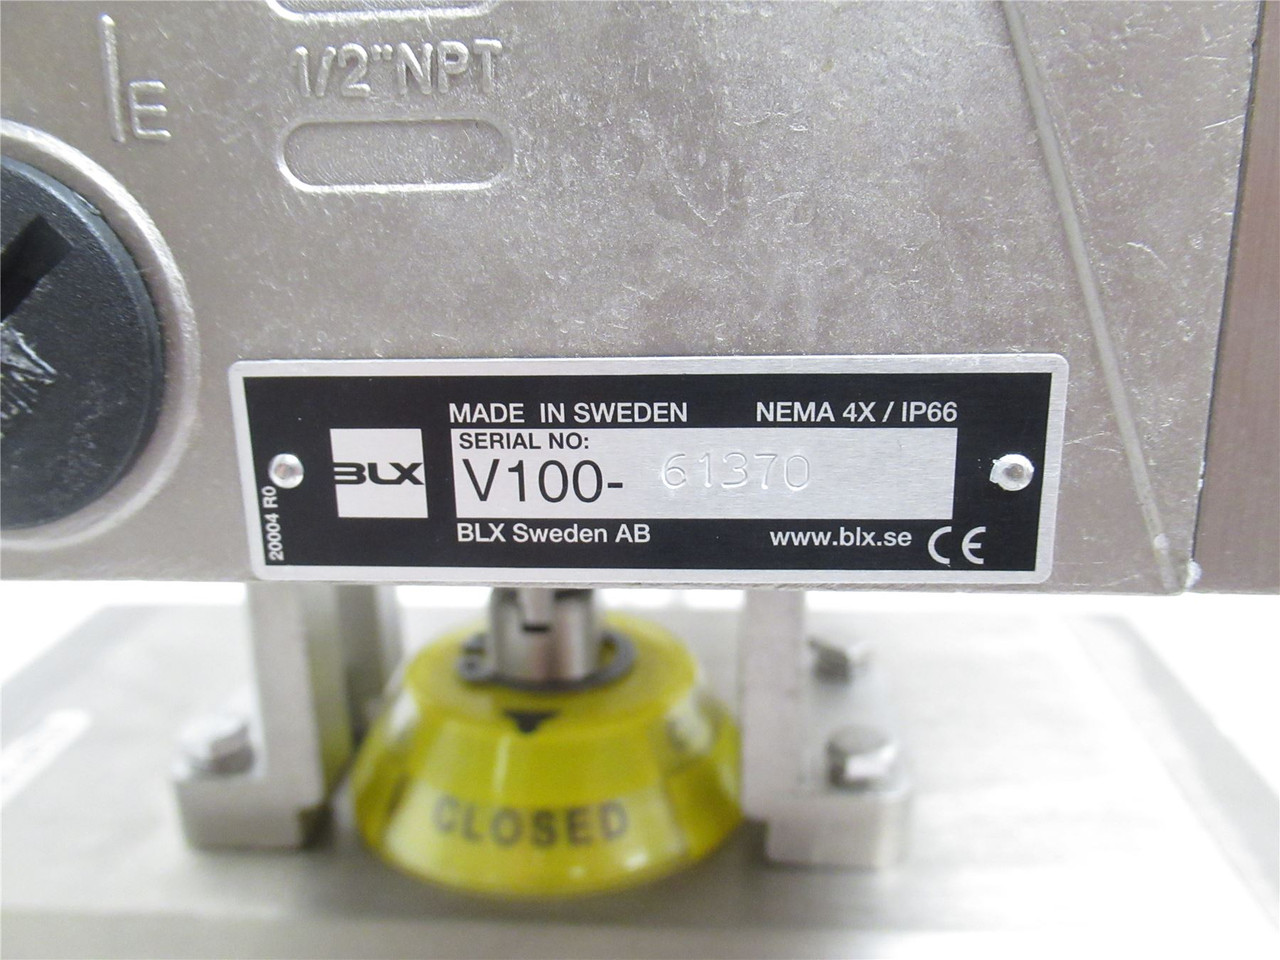 1/2"NPT
E
MADE IN SWEDEN NEMA 4X / IP66
SERIAL NO:
BLX
V100- 61370
20004 R0
BLX Sweden AB www.blx.se CE
CLOSED